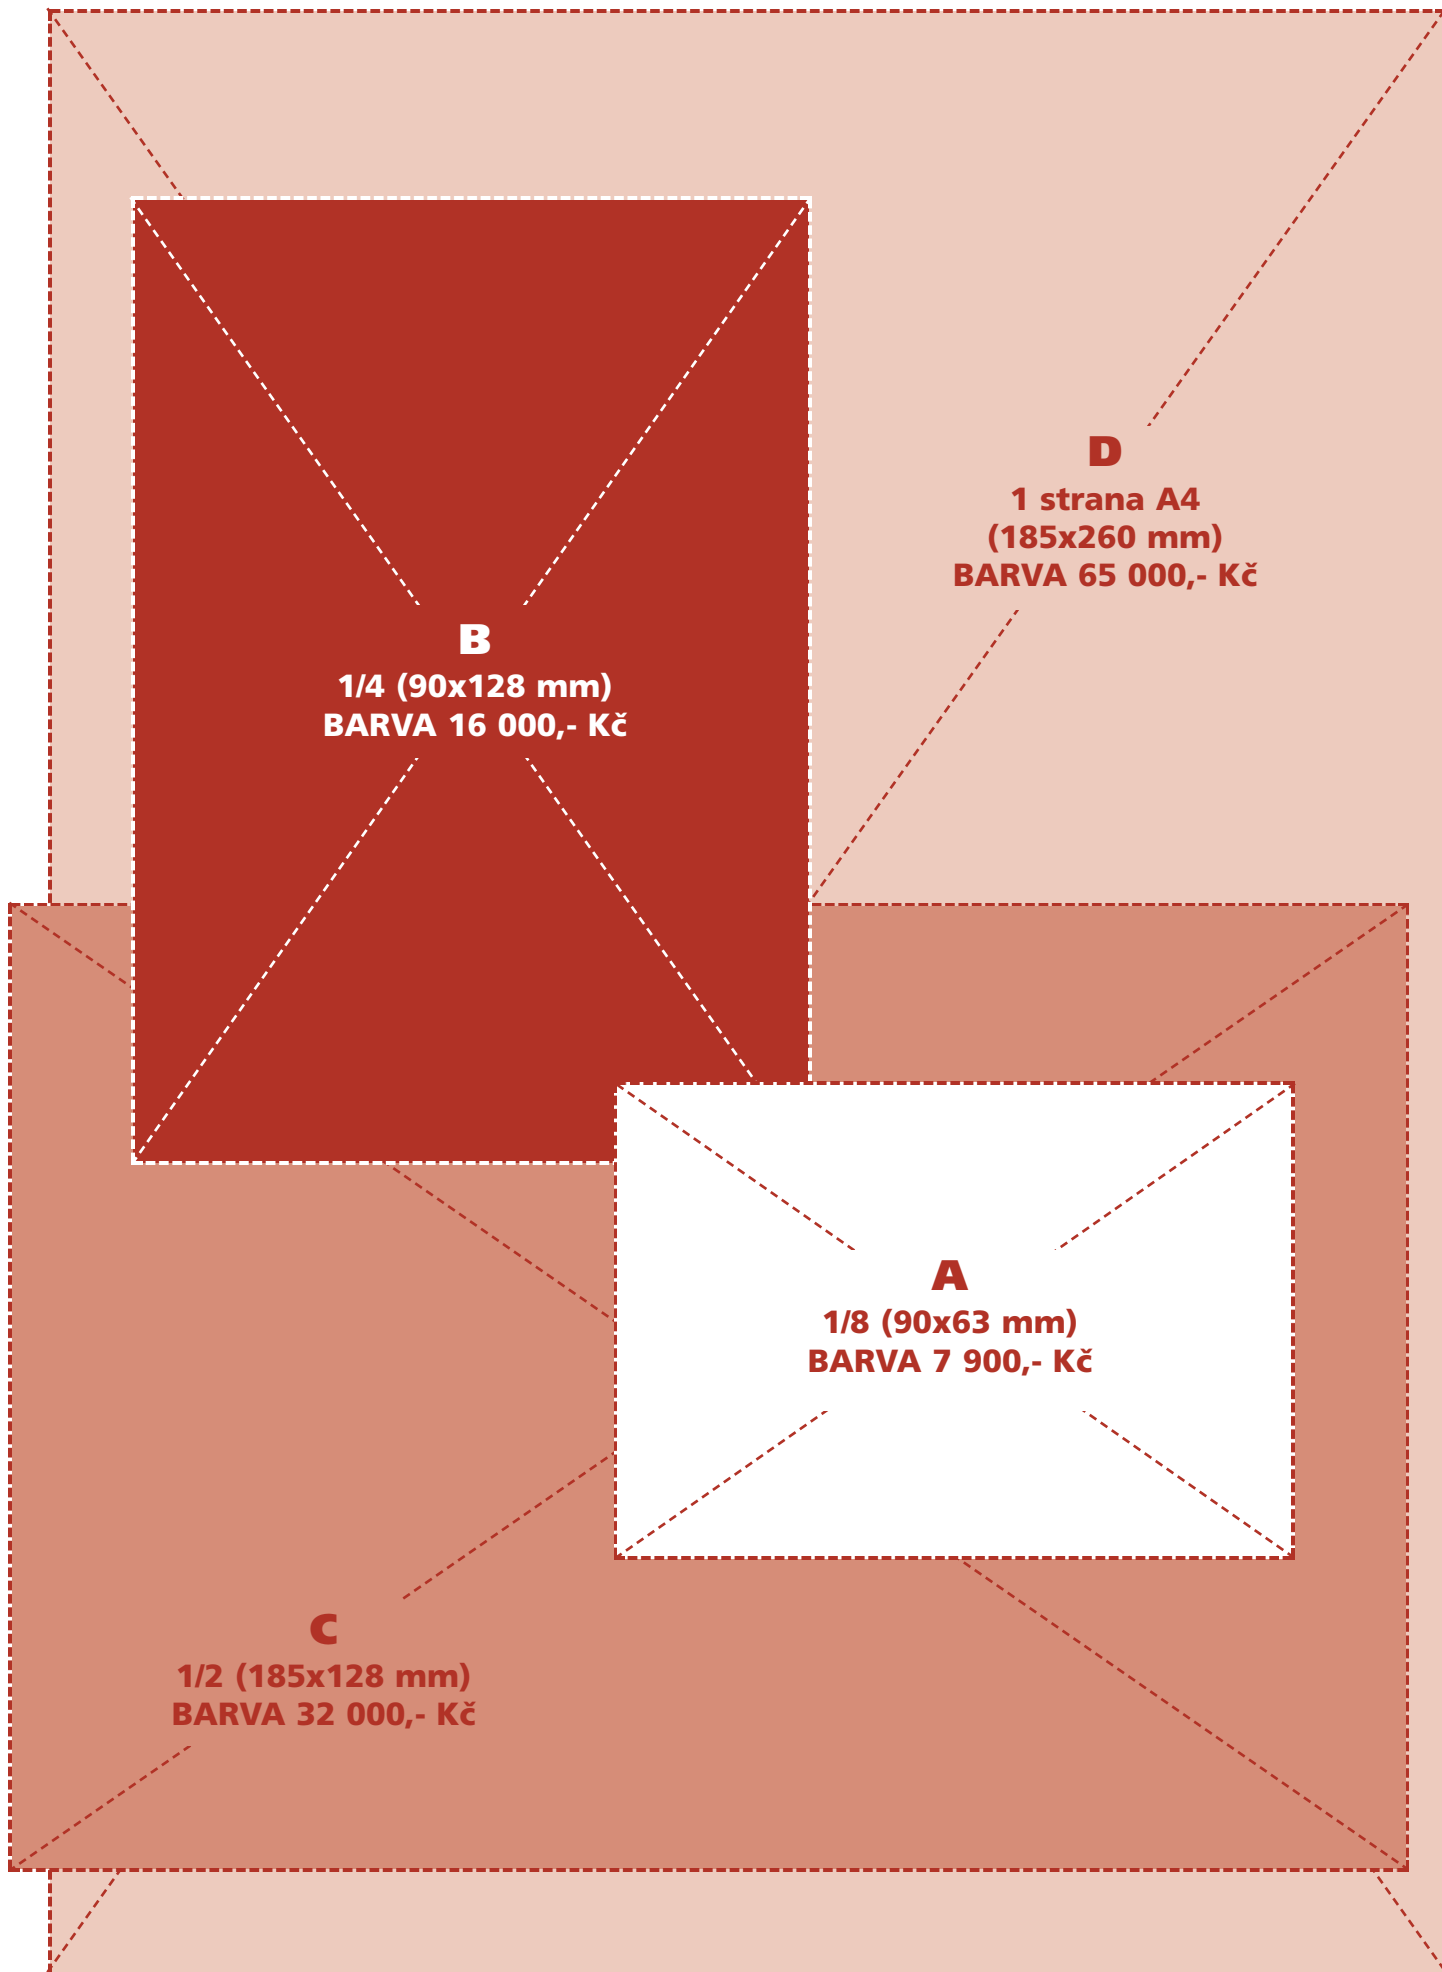 D
1 strana A4
(185x260 mm)
BARVA 65 000,- Kč
B
1/4 (90x128 mm)
BARVA 16 000,- Kč
A
1/8 (90x63 mm)
BARVA 7 900,- Kč
C
1/2 (185x128 mm)
BARVA 32 000,- Kč